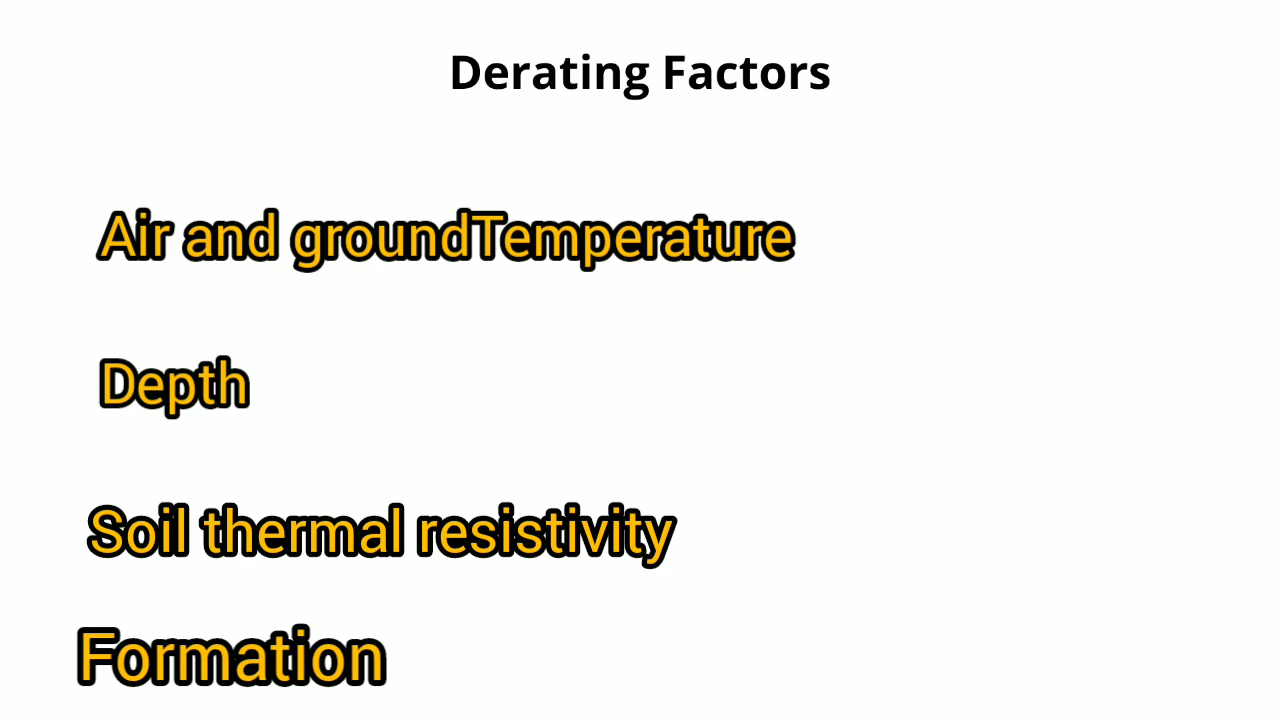 Derating Factors
Air and groundTemperature
Depth
Soil thermal resistivity
Formation